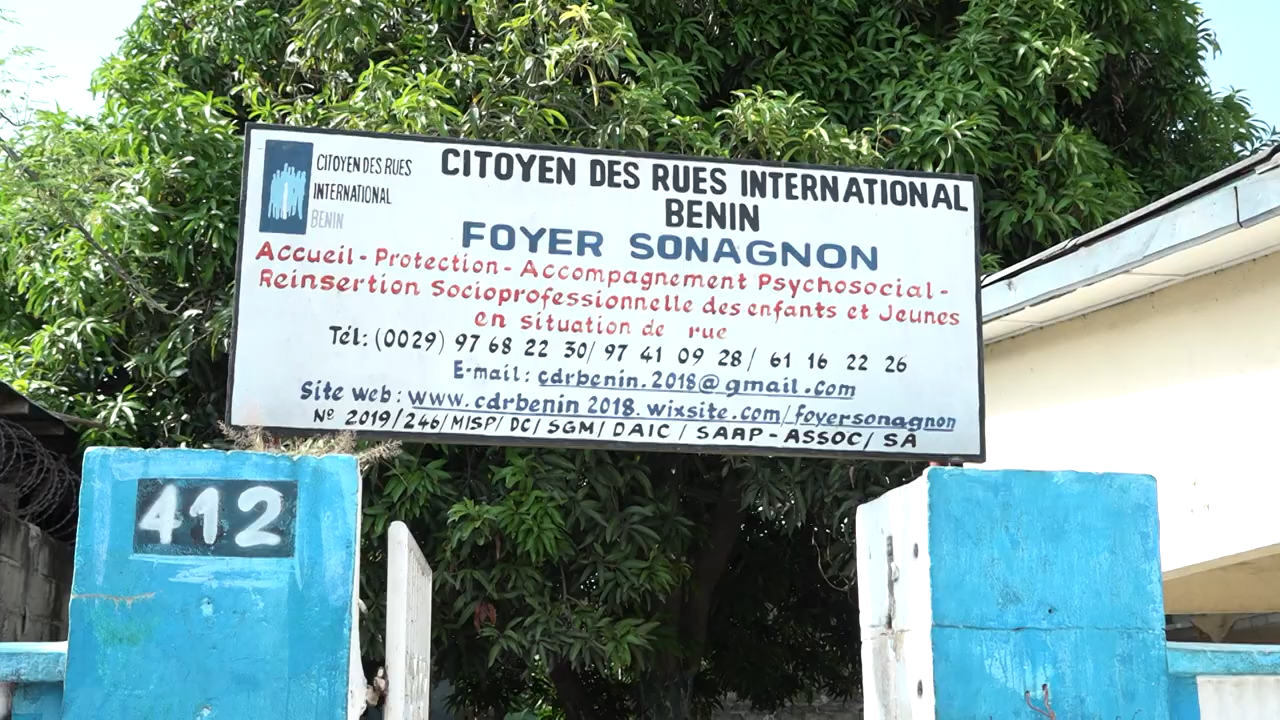 CITOYEN DES RUES
INTERNATIONAL
BENIN
CITOYEN DES RUES INTERNATIONAL
BENIN
FOYER SONAGNON
Accueil - Protection - Accompagnement Psychosocial -
Reinsertion Socioprofessionnelle des enfants et Jeunes
en situation de rue
Tél: (0029) 97 68 22 30/ 97 41 09 28/ 61 16 22 26
E-mail: cdrbenin.2018@gmail.com
Site web: www.cdrbenin 2018.wixsite.com/foyersonagnon
N° 2019/246/MISP/DC/SGM/DAIC/SAAP-ASSOC/SA
412